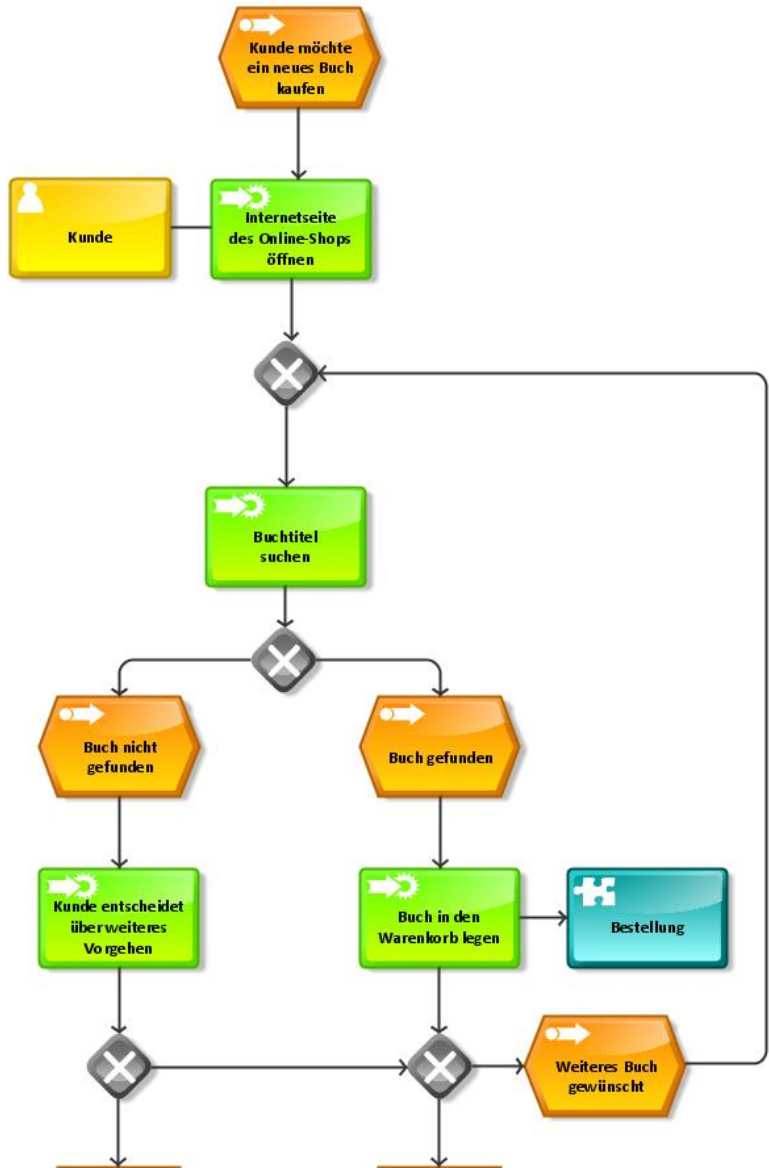 Kunde möchte
ein neues Buch
kaufen
Kunde
Internetseite
des Online-Shops
öffnen
Buchtitel
suchen
Buch nicht
gefunden
Buch gefunden
Kunde entscheidet
über weiteres
Vorgehen
Buch in den
Warenkorb legen
Bestellung
Weiteres Buch
gewünscht